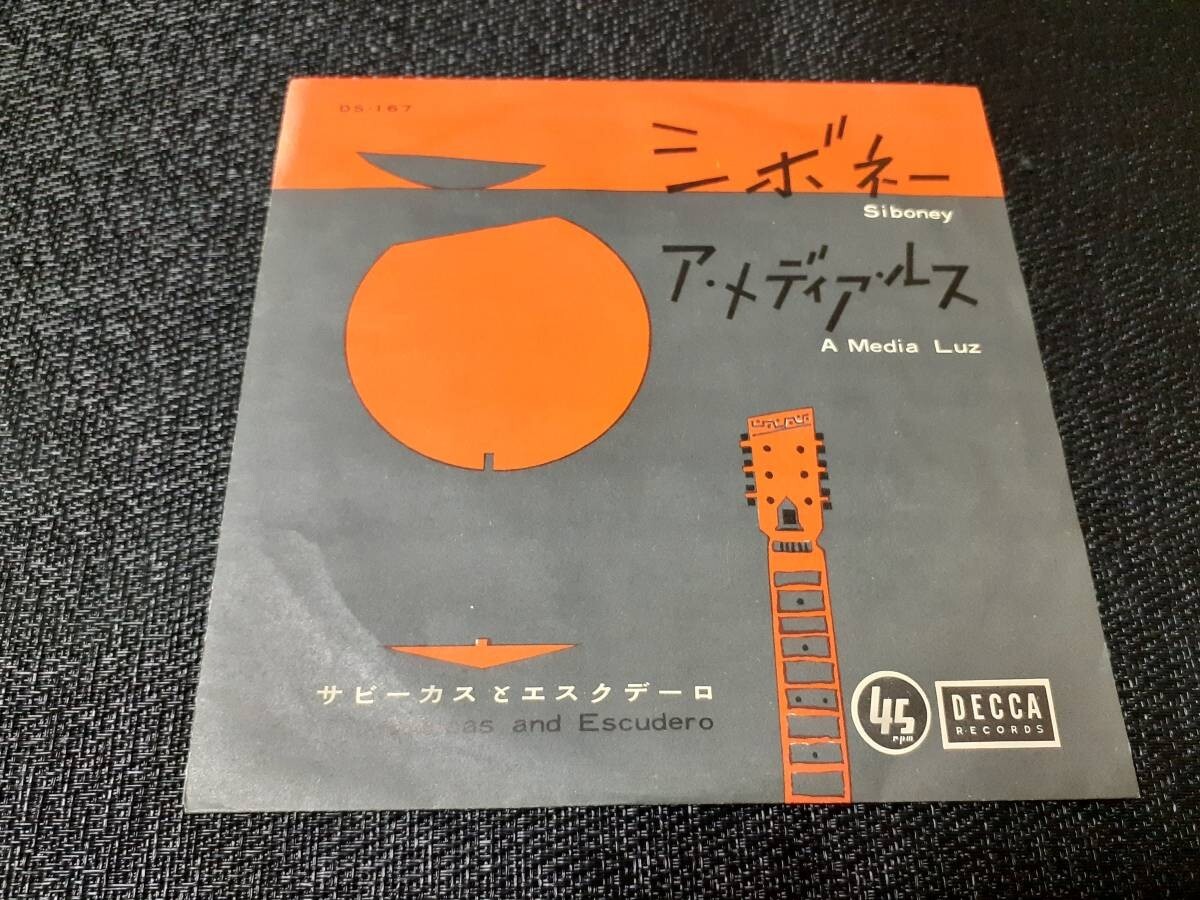 DS-167
シボネー
Siboney
ア・メディア・ルス
A Media Luz
サビーカスとエスクデーロ
and Escudero
45
rpm
DECCA
RECORDS